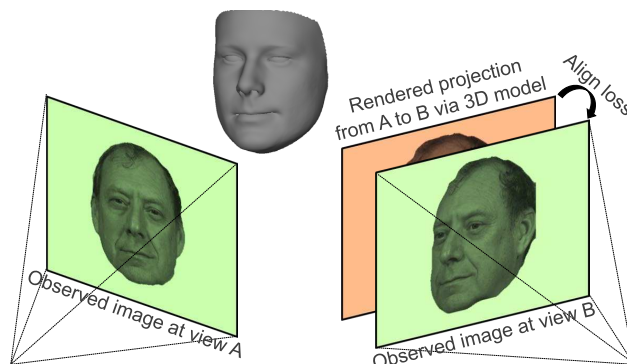 Rendered projection
from A to B via 3D model
Align loss
Observed image at view A
Observed image at view B